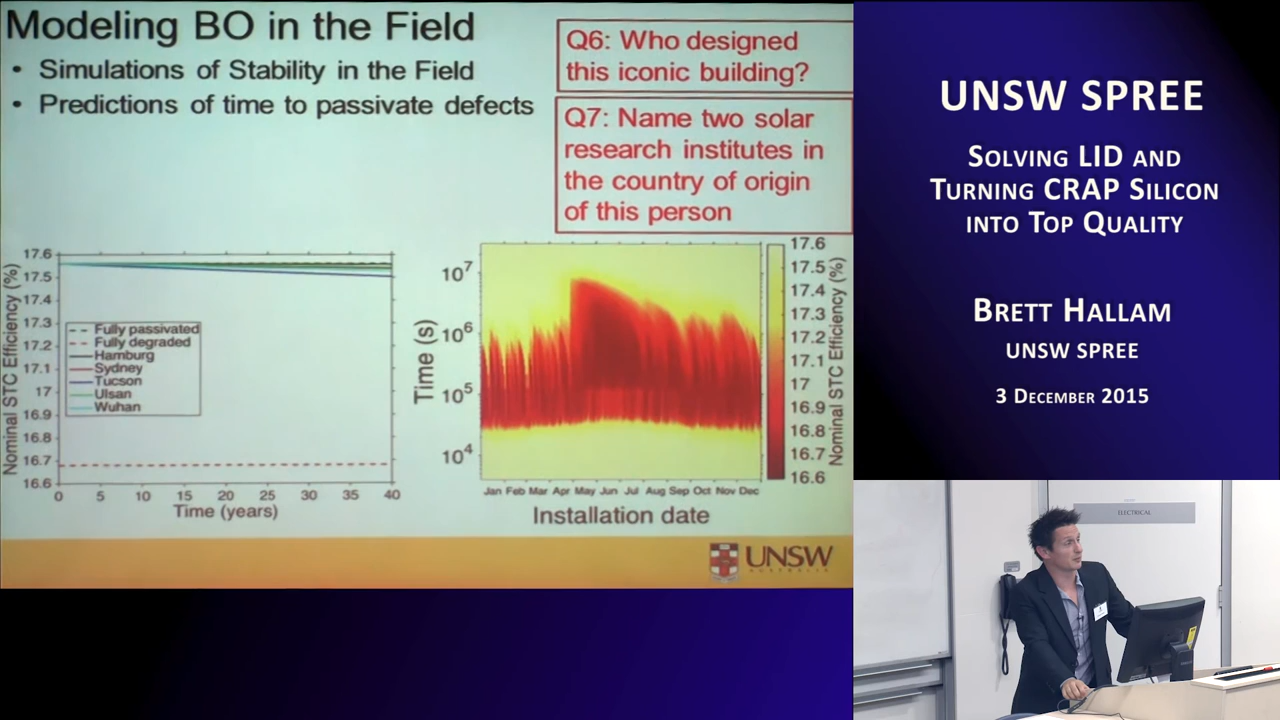 Modeling BO in the Field
• Simulations of Stability in the Field
• Predictions of time to passivate defects
Q6: Who designed
this iconic building?
Q7: Name two solar
research institutes in
the country of origin
of this person
Nominal STC Efficiency (%)
17.6
17.5
17.4
17.3
17.2
17.1
17
16.9
16.8
16.7
16.6
Fully passivated
Fully degraded
Hamburg
Sydney
Tucson
Ulsan
Wuhan
0 5 10 15 20 25 30 35 40
Time (years)
Time (s)
10⁷
10⁶
10⁵
10⁴
Jan Feb Mar Apr May Jun Jul Aug Sep Oct Nov Dec
Installation date
17.6
17.5
17.4
17.3
17.2
17.1
17
16.9
16.8
16.7
16.6
Nominal STC Efficiency (%)
UNSW
AUSTRALIA
UNSW SPREE
SOLVING LID AND
TURNING CRAP SILICON
INTO TOP QUALITY
BRETT HALLAM
UNSW SPREE
3 DECEMBER 2015
ELECTRICAL